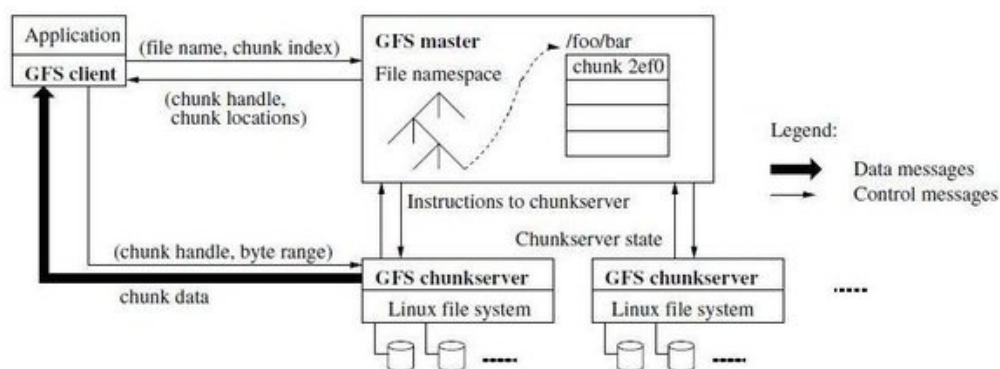 Application
GFS client
(file name, chunk index)
(chunk handle,
chunk locations)
GFS master
File namespace
/foo/bar
chunk 2ef0
Legend:
Data messages
Control messages
Instructions to chunkserver
Chunkserver state
(chunk handle, byte range)
chunk data
GFS chunkserver
Linux file system
GFS chunkserver
Linux file system